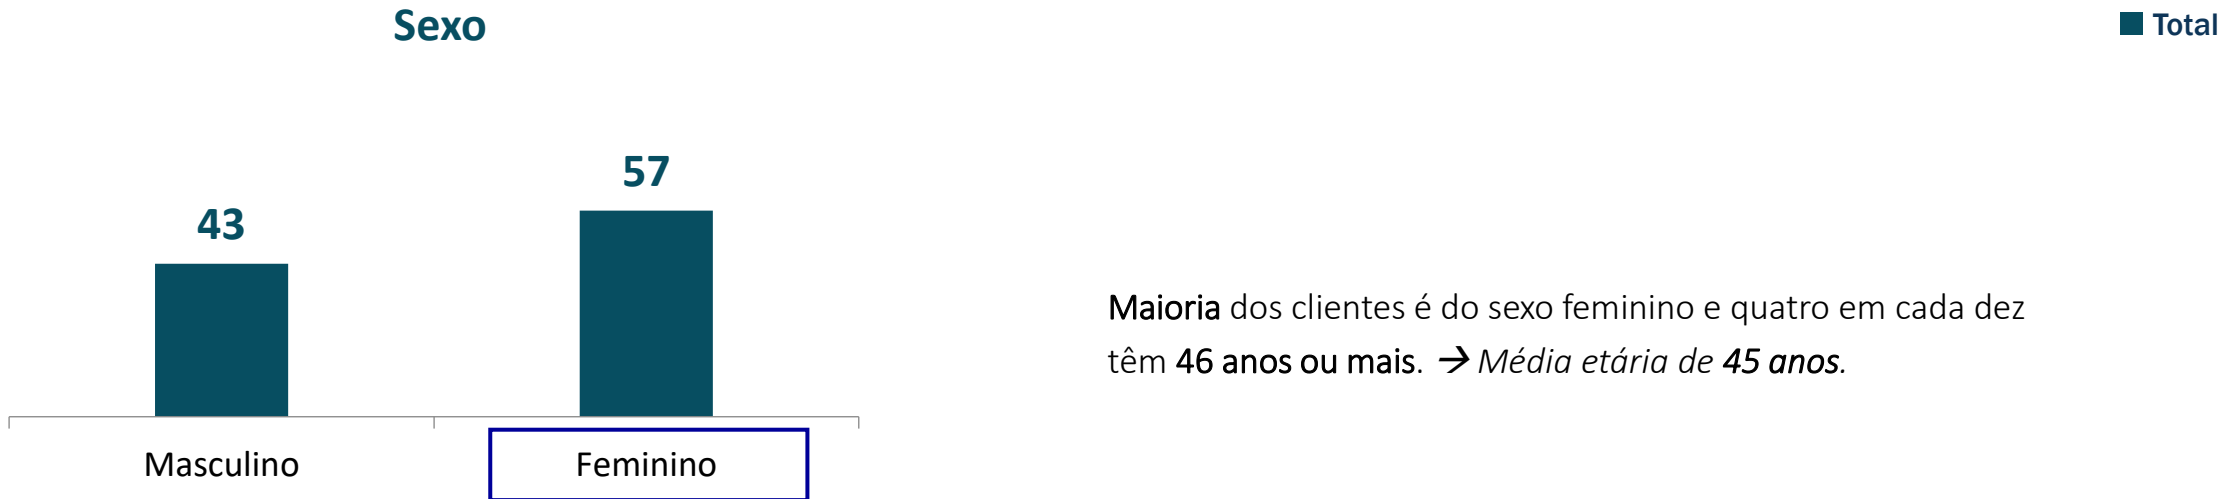 Sexo
Total
57
43
Maioria dos clientes é do sexo feminino e quatro em cada dez
têm 46 anos ou mais. → Média etária de 45 anos.
Masculino
Feminino